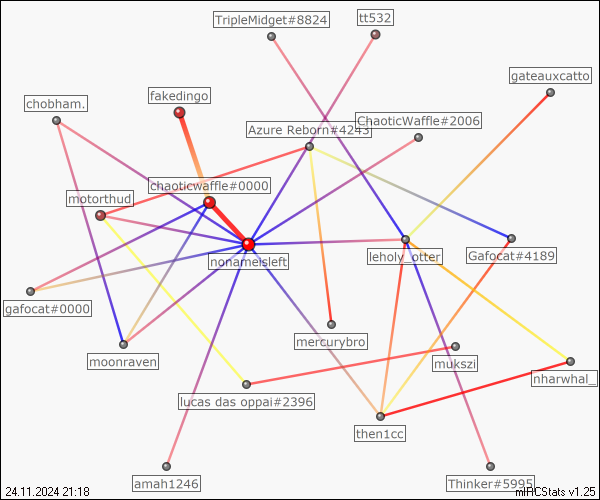 TripleMidget#8824
tt532
gateauxcatto
fakedingo
chobham.
ChaoticWaffle#2006
Azure Reborn#4243
chaoticwaffle#0000
motorthud_
nonameisleft
leholy_otter
Gafocat#4189
gafocat#0000
mercurybro
moonraven
mukszi
nharwhal_
lucas das oppai#2396
then1cc
amah1246
Thinker#5995
24.11.2024 21:18
mIRCStats v1.25